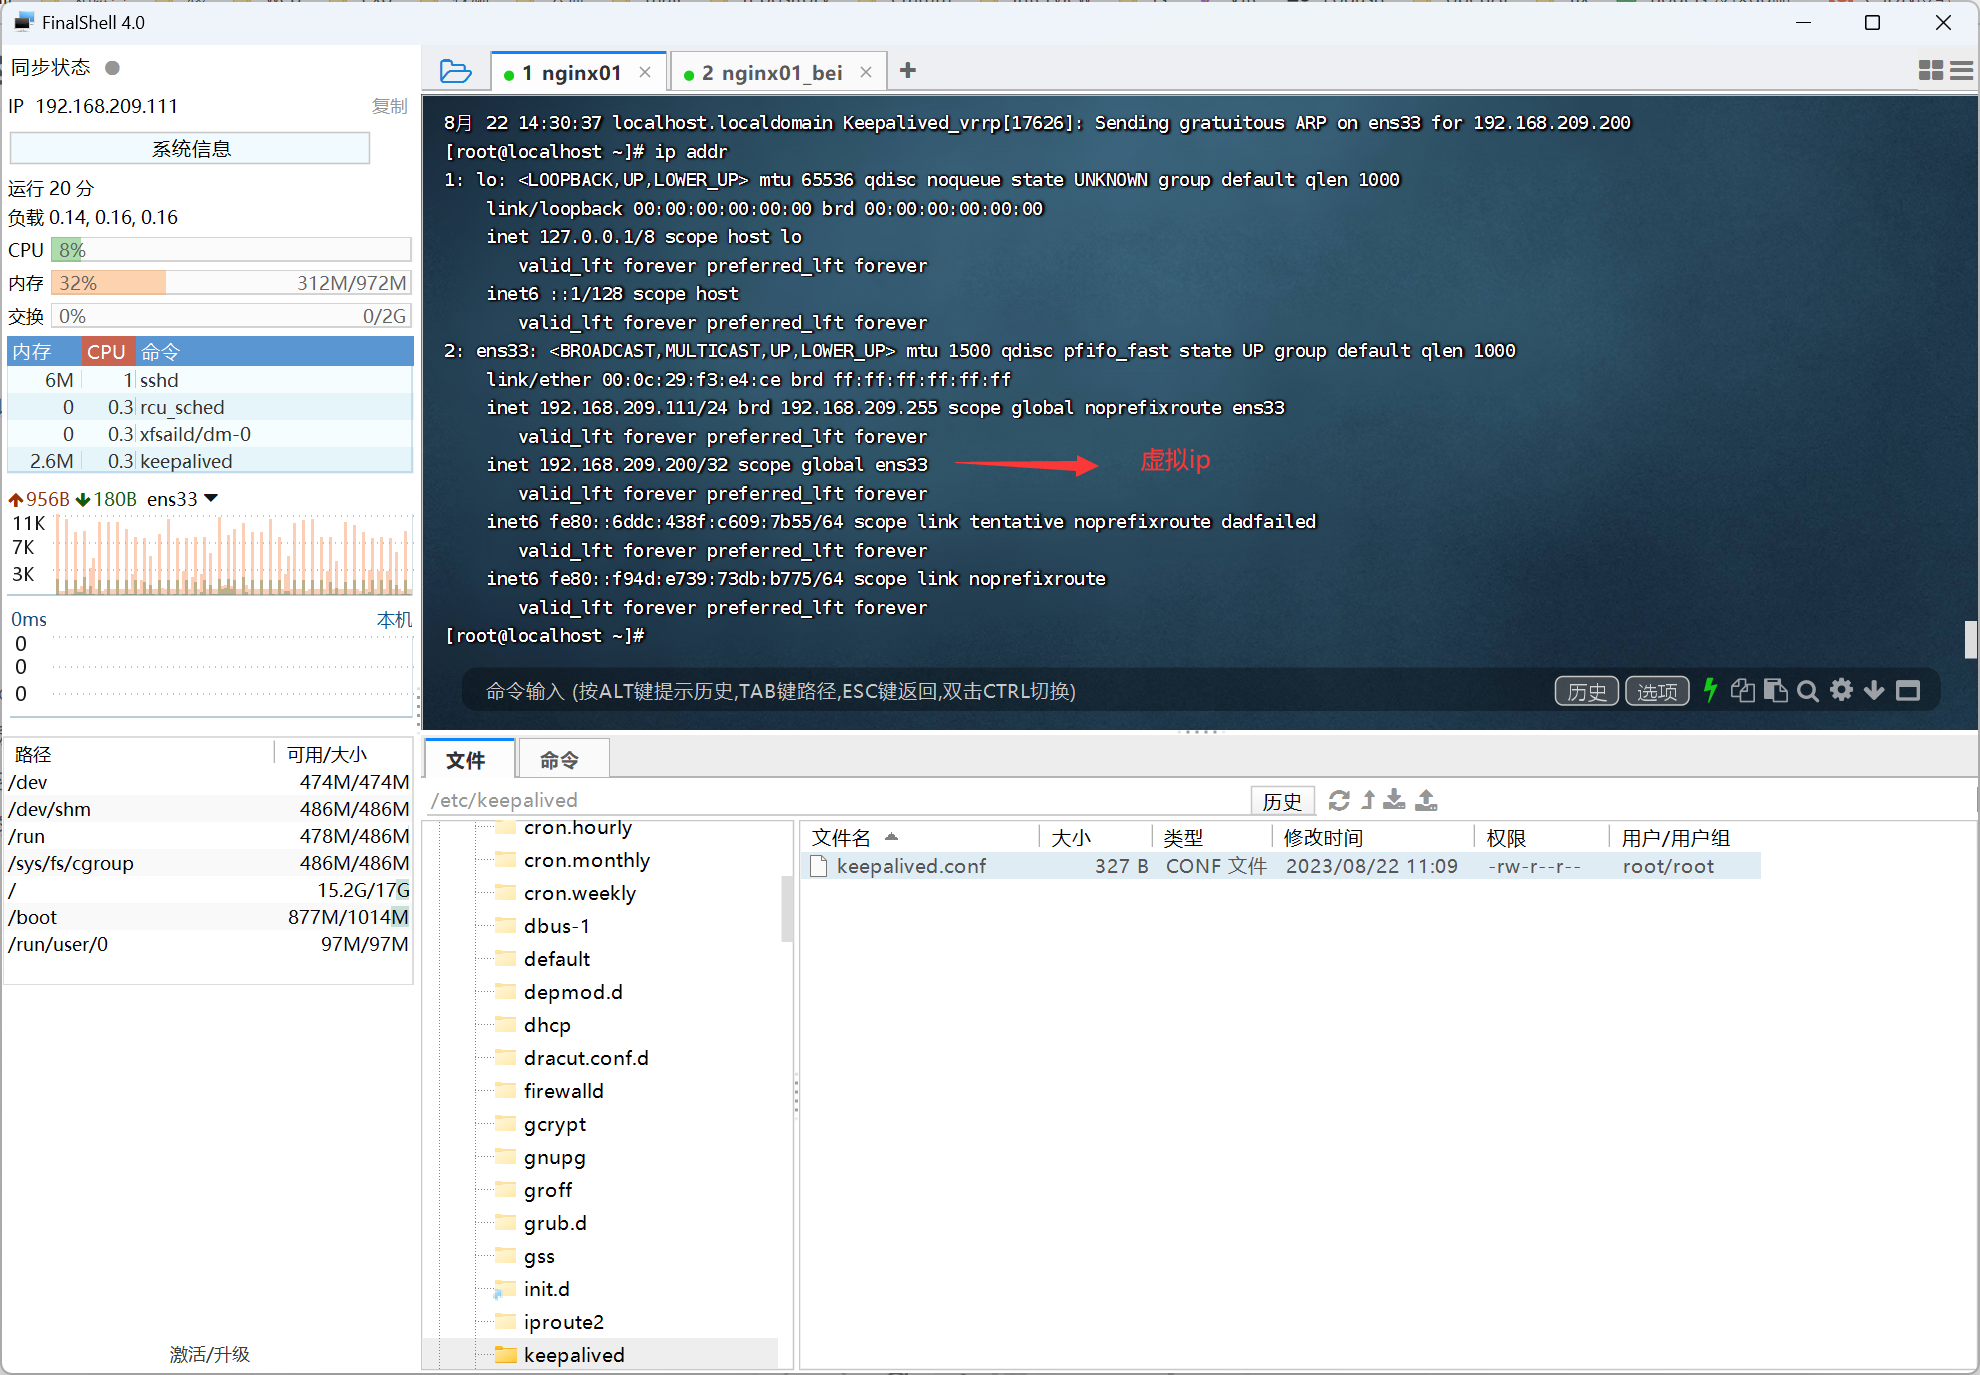 FinalShell 4.0
同步状态
IP 192.168.209.111 复制
系统信息
运行 20 分
负载 0.14, 0.16, 0.16
CPU 8%
内存 32% 312M/972M
交换 0% 0/2G
内存 CPU 命令
6M 1 sshd
0 0.3 rcu_sched
0 0.3 xfsaild/dm-0
2.6M 0.3 keepalived
956B 180B ens33
11K
7K
3K
0ms 本机
0
0
0
路径 可用/大小
/dev 474M/474M
/dev/shm 486M/486M
/run 478M/486M
/sys/fs/cgroup 486M/486M
/ 15.2G/17G
/boot 877M/1014M
/run/user/0 97M/97M
激活/升级
1 nginx01
2 nginx01_bei
8月 22 14:30:37 localhost.localdomain Keepalived_vrrp[17626]: Sending gratuitous ARP on ens33 for 192.168.209.200
[root@localhost ~]# ip addr
1: lo: <LOOPBACK,UP,LOWER_UP> mtu 65536 qdisc noqueue state UNKNOWN group default qlen 1000
link/loopback 00:00:00:00:00:00 brd 00:00:00:00:00:00
inet 127.0.0.1/8 scope host lo
valid_lft forever preferred_lft forever
inet6 ::1/128 scope host
valid_lft forever preferred_lft forever
2: ens33: <BROADCAST,MULTICAST,UP,LOWER_UP> mtu 1500 qdisc pfifo_fast state UP group default qlen 1000
link/ether 00:0c:29:f3:e4:ce brd ff:ff:ff:ff:ff:ff
inet 192.168.209.111/24 brd 192.168.209.255 scope global noprefixroute ens33
valid_lft forever preferred_lft forever
inet 192.168.209.200/32 scope global ens33 虚拟ip
valid_lft forever preferred_lft forever
inet6 fe80::6ddc:438f:c609:7b55/64 scope link tentative noprefixroute dadfailed
valid_lft forever preferred_lft forever
inet6 fe80::f94d:e739:73db:b775/64 scope link noprefixroute
valid_lft forever preferred_lft forever
[root@localhost ~]#
命令输入 (按ALT键提示历史,TAB键路径,ESC键返回,双击CTRL切换) 历史 选项
文件 命令
/etc/keepalived 历史
cron.hourly
cron.monthly
cron.weekly
dbus-1
default
depmod.d
dhcp
dracut.conf.d
firewalld
gcrypt
gnupg
groff
grub.d
gss
init.d
iproute2
keepalived
文件名 大小 类型 修改时间 权限 用户/用户组
keepalived.conf 327 B CONF 文件 2023/08/22 11:09 -rw-r--r-- root/root